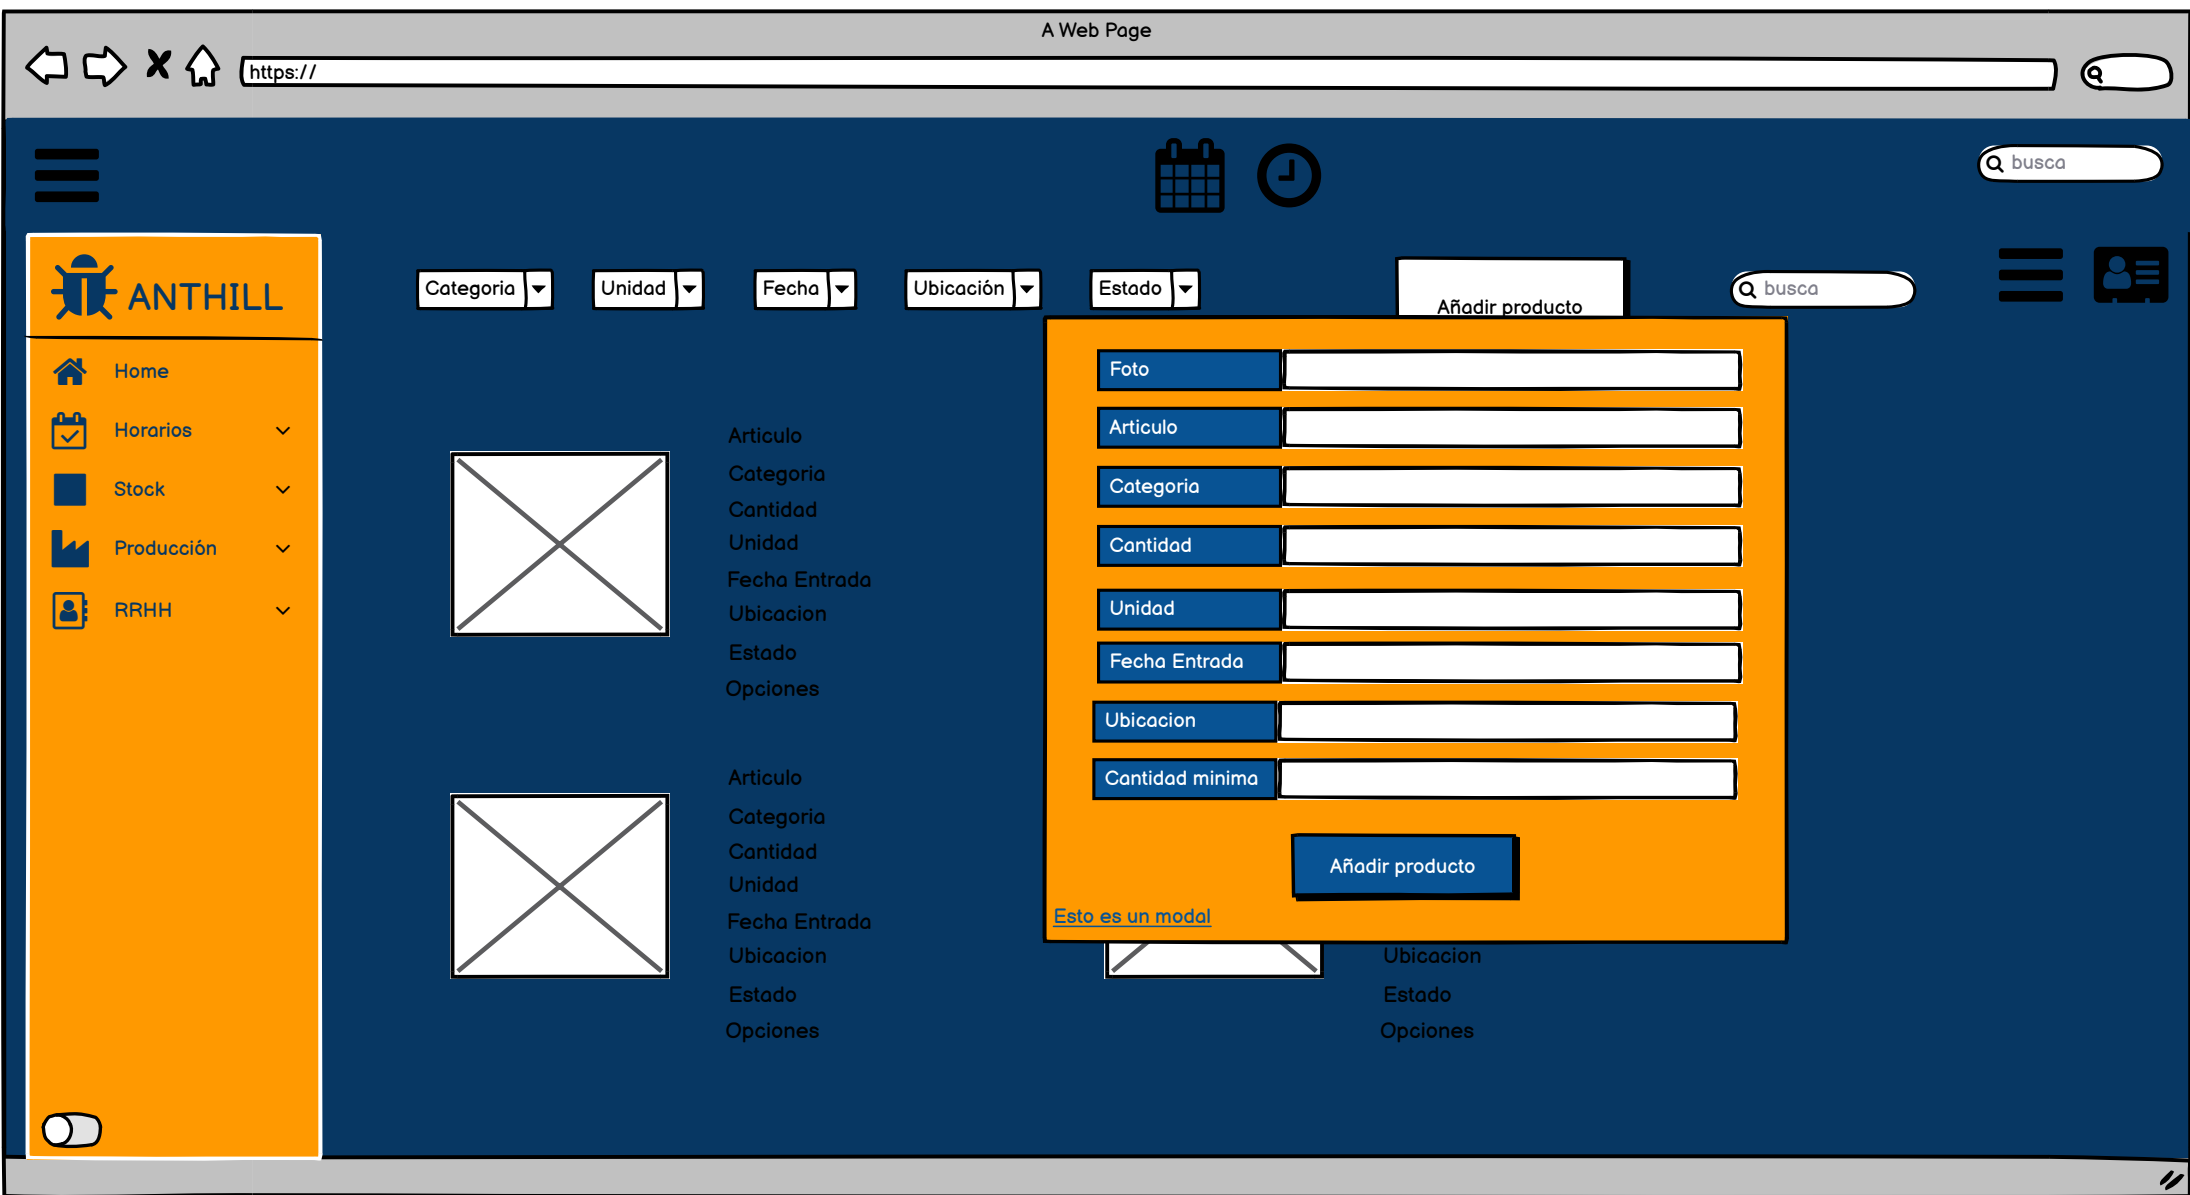 A Web Page
https://
busca
ANTHILL
Categoria
Unidad
Fecha
Ubicación
Estado
Añadir producto
busca
Home
Horarios
Stock
Producción
RRHH
Articulo
Categoria
Cantidad
Unidad
Fecha Entrada
Ubicacion
Estado
Opciones
Articulo
Categoria
Cantidad
Unidad
Fecha Entrada
Ubicacion
Estado
Opciones
Foto
Articulo
Categoria
Cantidad
Unidad
Fecha Entrada
Ubicacion
Cantidad minima
Añadir producto
Esto es un modal
Ubicacion
Estado
Opciones